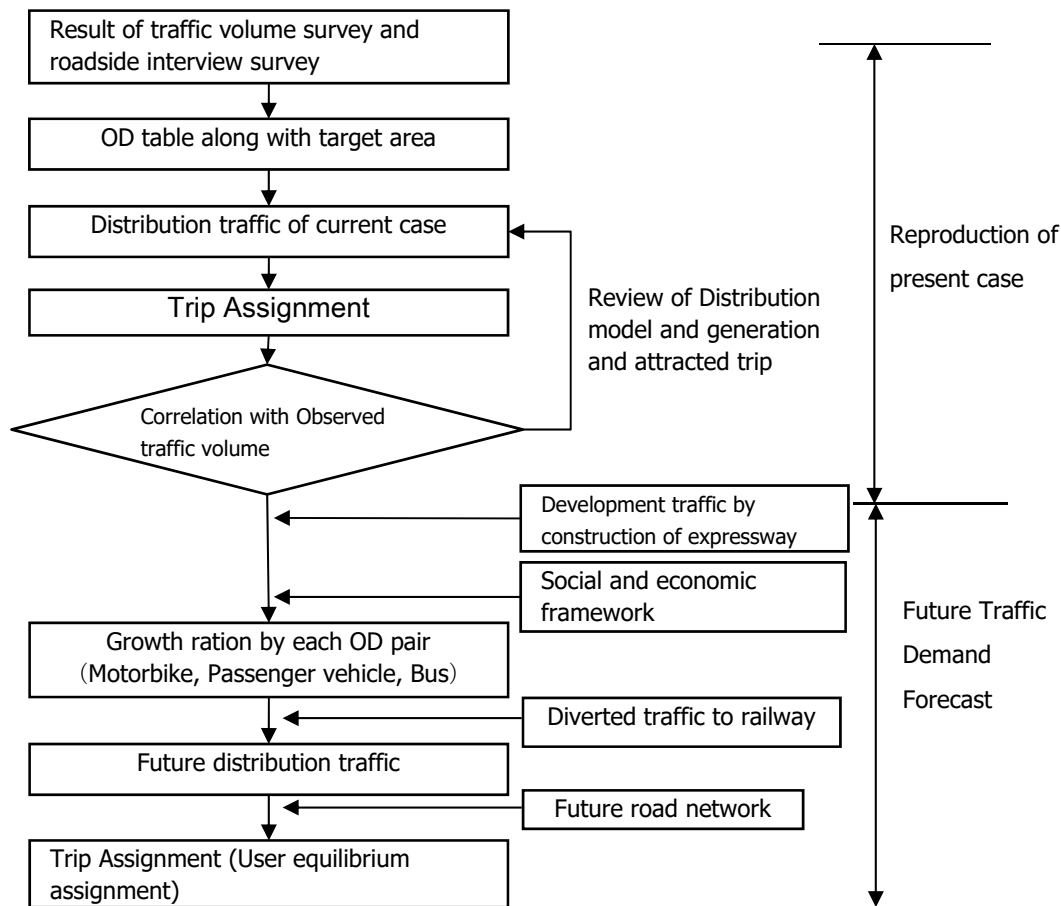 Result of traffic volume survey and
roadside interview survey
OD table along with target area
Distribution traffic of current case
Trip Assignment
Correlation with Observed
traffic volume
Review of Distribution
model and generation
and attracted trip
Reproduction of
present case
Development traffic by
construction of expressway
Social and economic
framework
Growth ration by each OD pair
（Motorbike, Passenger vehicle, Bus）
Diverted traffic to railway
Future distribution traffic
Future road network
Trip Assignment (User equilibrium
assignment)
Future Traffic
Demand
Forecast